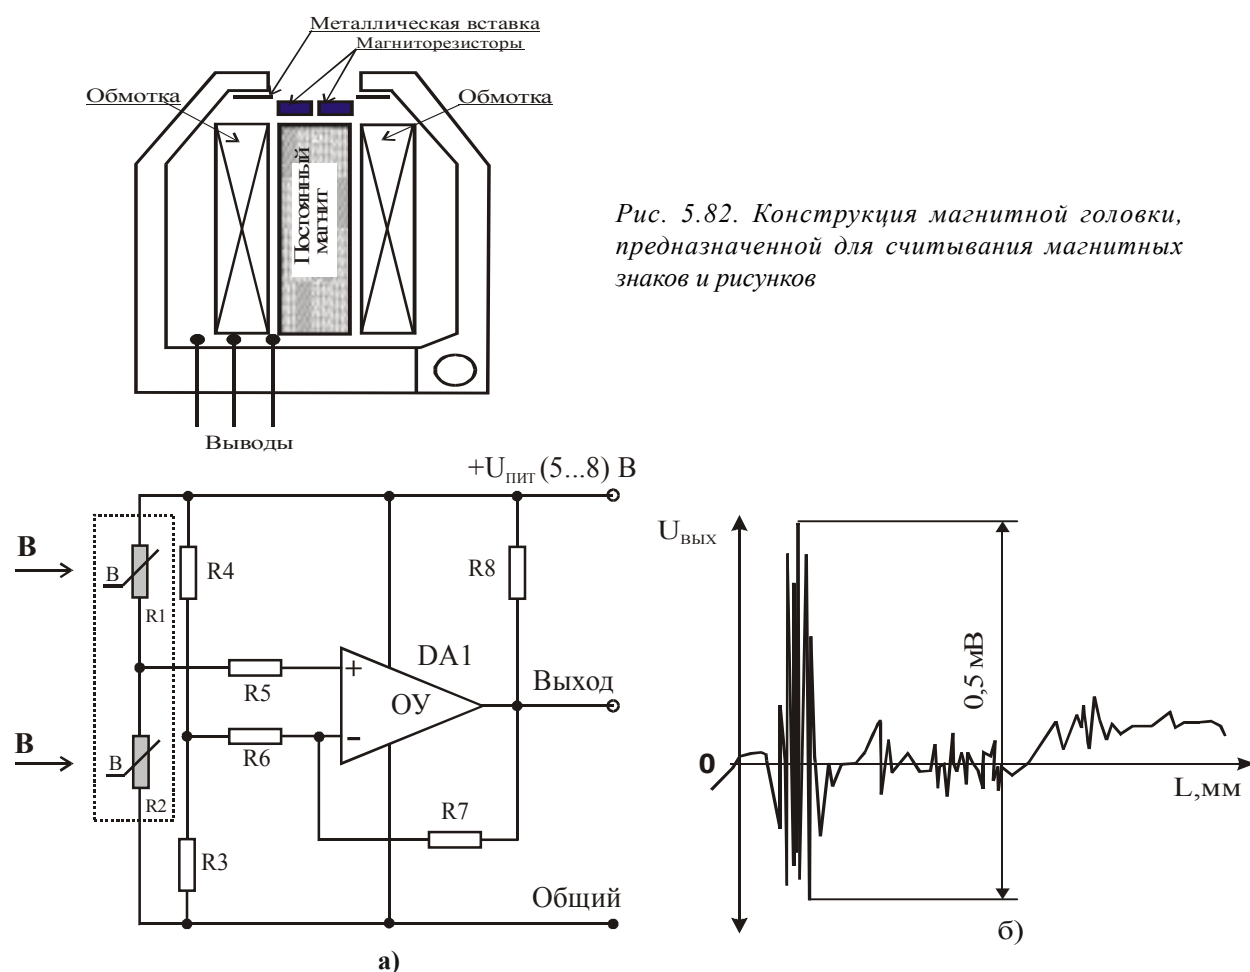 Металлическая вставка
Магниторезисторы
Обмотка
Обмотка
Постоянный
магнит
Выводы
Рис. 5.82. Конструкция магнитной головки,
предназначенной для считывания магнитных
знаков и рисунков
+Uпит (5...8) В
В
В
R1
R4
R8
DA1
+
R5
ОУ
Выход
В
В
R2
R6
–
R7
R3
Общий
а)
Uвых
0,5 мВ
0
L,мм
б)